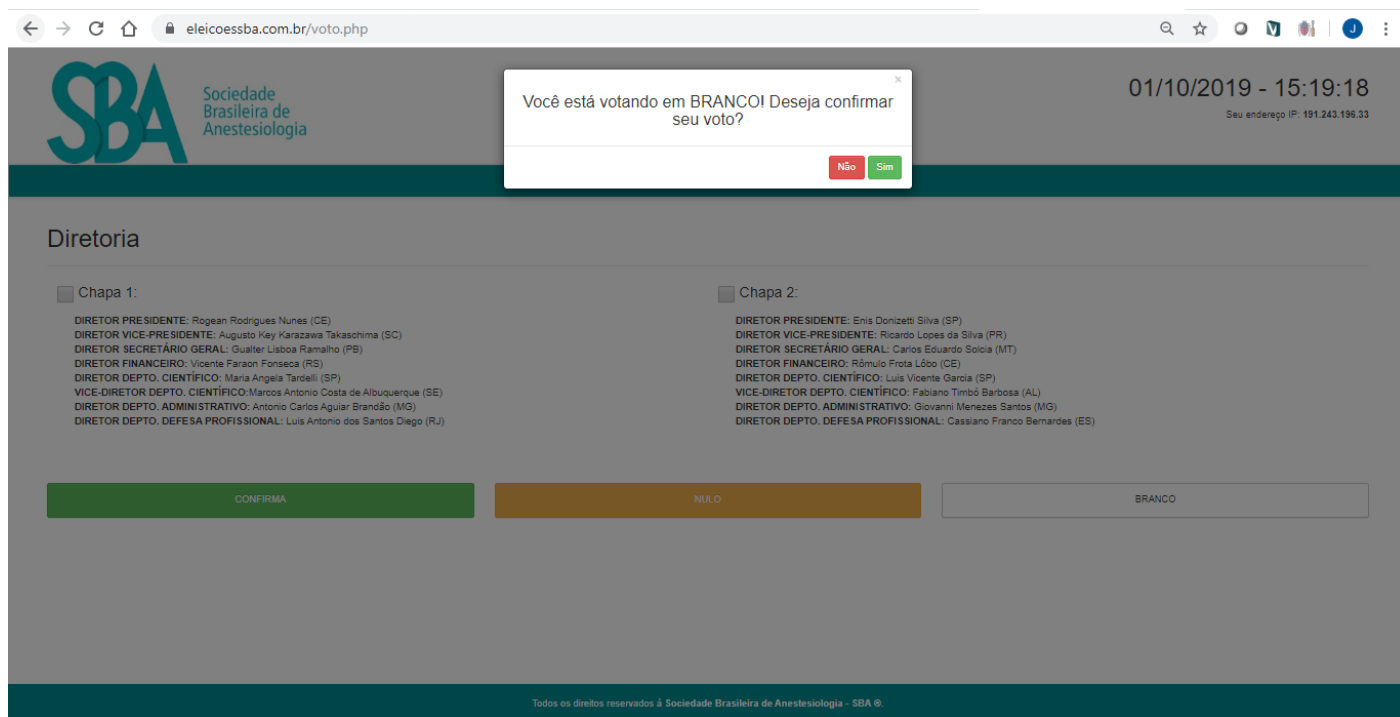 eleicoessba.com.br/voto.php
J
SBA
Sociedade
Brasileira de
Anestesiologia
Você está votando em BRANCO! Deseja confirmar
seu voto?
×
Não
Sim
01/10/2019 - 15:19:18
Seu endereço IP: 191.243.196.33
Diretoria
Chapa 1:
DIRETOR PRESIDENTE: Rogean Rodrigues Nunes (CE)
DIRETOR VICE-PRESIDENTE: Augusto Key Karazawa Takaschima (SC)
DIRETOR SECRETÁRIO GERAL: Gualter Lisboa Ramalho (PB)
DIRETOR FINANCEIRO: Vicente Faraon Fonseca (RS)
DIRETOR DEPTO. CIENTÍFICO: Maria Angela Tardelli (SP)
VICE-DIRETOR DEPTO. CIENTÍFICO:Marcos Antonio Costa de Albuquerque (SE)
DIRETOR DEPTO. ADMINISTRATIVO: Antonio Carlos Aguiar Brandão (MG)
DIRETOR DEPTO. DEFESA PROFISSIONAL: Luis Antonio dos Santos Diego (RJ)
Chapa 2:
DIRETOR PRESIDENTE: Enis Donizetti Silva (SP)
DIRETOR VICE-PRESIDENTE: Ricardo Lopes da Silva (PR)
DIRETOR SECRETÁRIO GERAL: Carlos Eduardo Soloia (MT)
DIRETOR FINANCEIRO: Rômulo Frota Lôbo (CE)
DIRETOR DEPTO. CIENTÍFICO: Luis Vicente Garcia (SP)
VICE-DIRETOR DEPTO. CIENTÍFICO: Fabiano Timbó Barbosa (AL)
DIRETOR DEPTO. ADMINISTRATIVO: Giovanni Menezes Santos (MG)
DIRETOR DEPTO. DEFESA PROFISSIONAL: Cassiano Franco Bernardes (ES)
CONFIRMA
NULO
BRANCO
Todos os direitos reservados á Sociedade Brasileira de Anestesiologia - SBA ®.